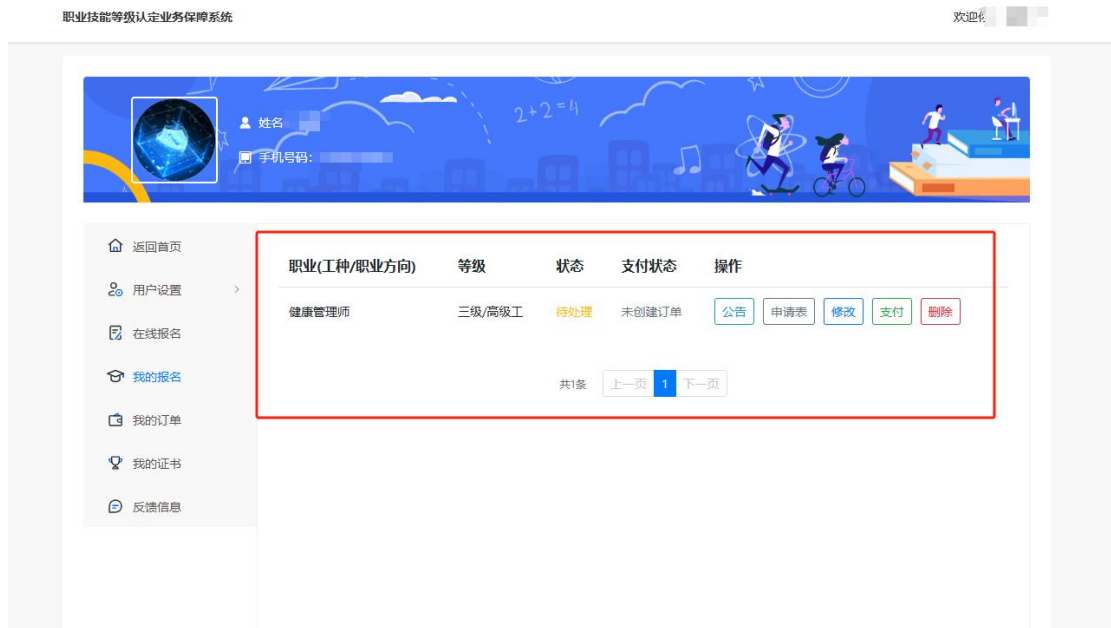 职业技能等级认定业务保障系统
欢迎你
姓名
手机号码：
2+2=4
返回首页
用户设置
在线报名
我的报名
我的订单
我的证书
反馈信息
职业(工种/职业方向) 等级 状态 支付状态 操作
健康管理师 三级/高级工 待处理 未创建订单 公告 申请表 修改 支付 删除
共1条 上一页 1 下一页